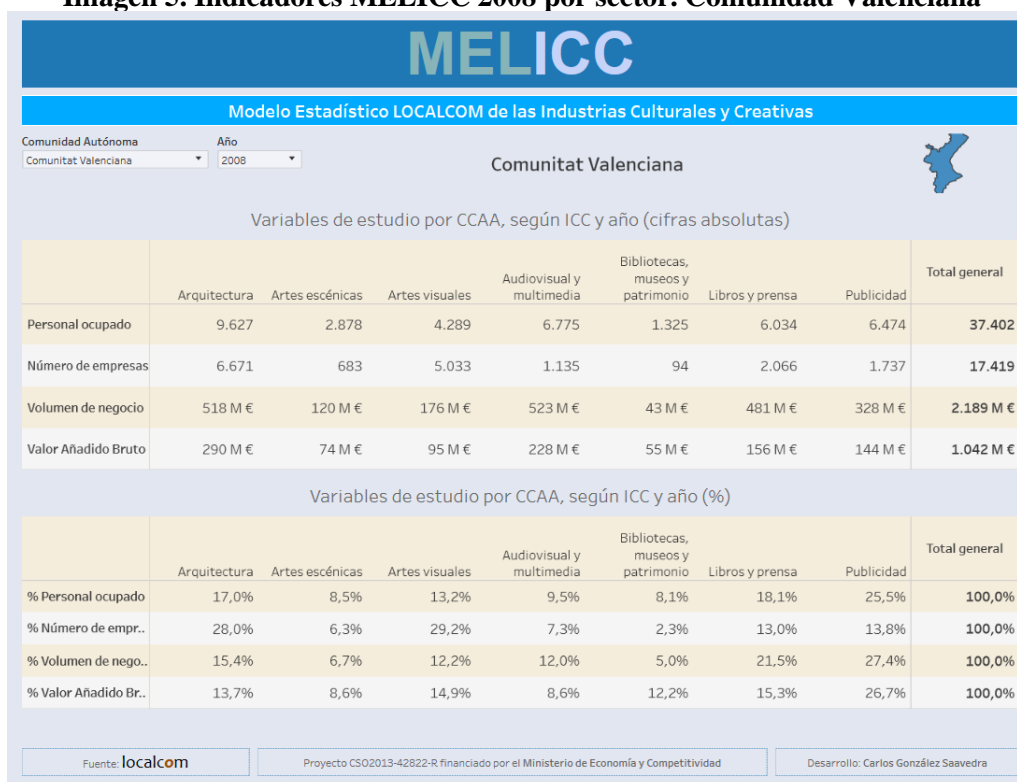 Imagen 5. Indicadores MELICC 2008 por sector. Comunidad Valenciana
MELICC
Modelo Estadístico LOCALCOM de las Industrias Culturales y Creativas
Comunidad Autónoma Año
Comunitat Valenciana 2008
Comunitat Valenciana
Variables de estudio por CCAA, según ICC y año (cifras absolutas)
Arquitectura Artes escénicas Artes visuales Audiovisual y multimedia Bibliotecas, museos y patrimonio Libros y prensa Publicidad Total general
Personal ocupado 9.627 2.878 4.289 6.775 1.325 6.034 6.474 37.402
Número de empresas 6.671 683 5.033 1.135 94 2.066 1.737 17.419
Volumen de negocio 518 M € 120 M € 176 M € 523 M € 43 M € 481 M € 328 M € 2.189 M €
Valor Añadido Bruto 290 M € 74 M € 95 M € 228 M € 55 M € 156 M € 144 M € 1.042 M €
Variables de estudio por CCAA, según ICC y año (%)
Arquitectura Artes escénicas Artes visuales Audiovisual y multimedia Bibliotecas, museos y patrimonio Libros y prensa Publicidad Total general
% Personal ocupado 17,0% 8,5% 13,2% 9,5% 8,1% 18,1% 25,5% 100,0%
% Número de empr.. 28,0% 6,3% 29,2% 7,3% 2,3% 13,0% 13,8% 100,0%
% Volumen de nego.. 15,4% 6,7% 12,2% 12,0% 5,0% 21,5% 27,4% 100,0%
% Valor Añadido Br.. 13,7% 8,6% 14,9% 8,6% 12,2% 15,3% 26,7% 100,0%
Fuente: localcom
Proyecto CSO2013-42822-R financiado por el Ministerio de Economía y Competitividad
Desarrollo: Carlos González Saavedra